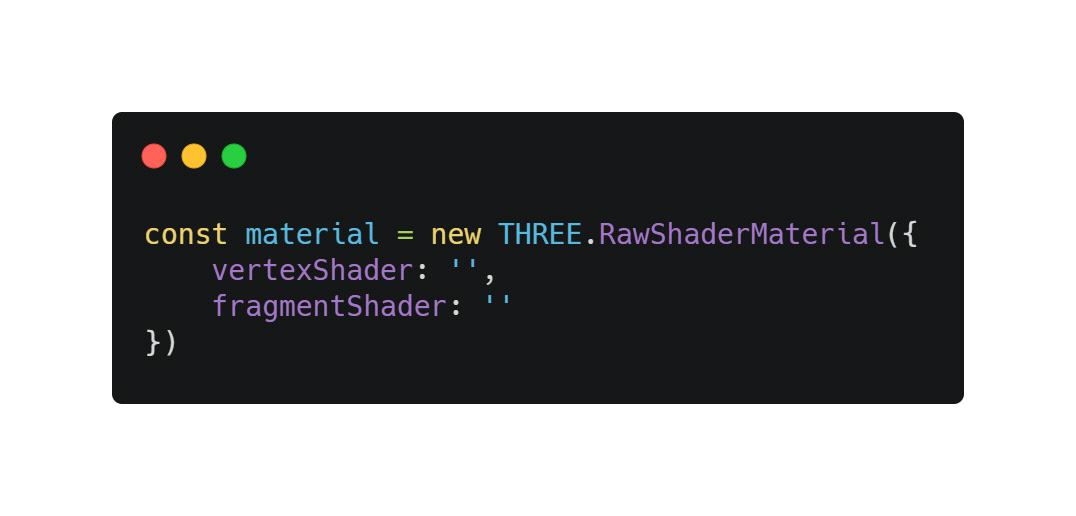 const material = new THREE.RawShaderMaterial({
    vertexShader: '',
    fragmentShader: ''
})